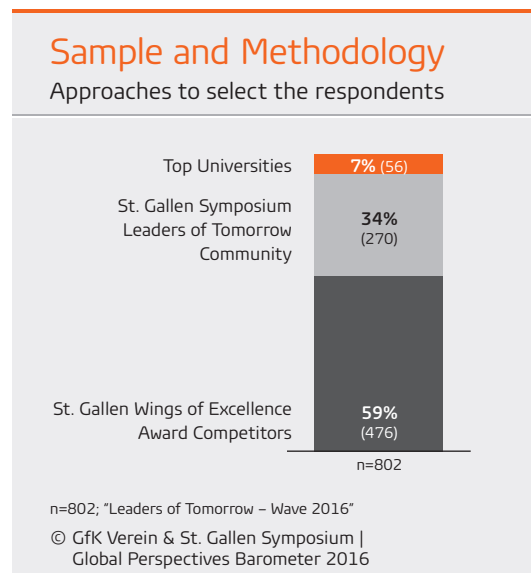 Sample and Methodology
Approaches to select the respondents
Top Universities
7% (56)
St. Gallen Symposium
Leaders of Tomorrow
Community
34%
(270)
St. Gallen Wings of Excellence
Award Competitors
59%
(476)
n=802
n=802; "Leaders of Tomorrow – Wave 2016"
© GfK Verein & St. Gallen Symposium |
Global Perspectives Barometer 2016